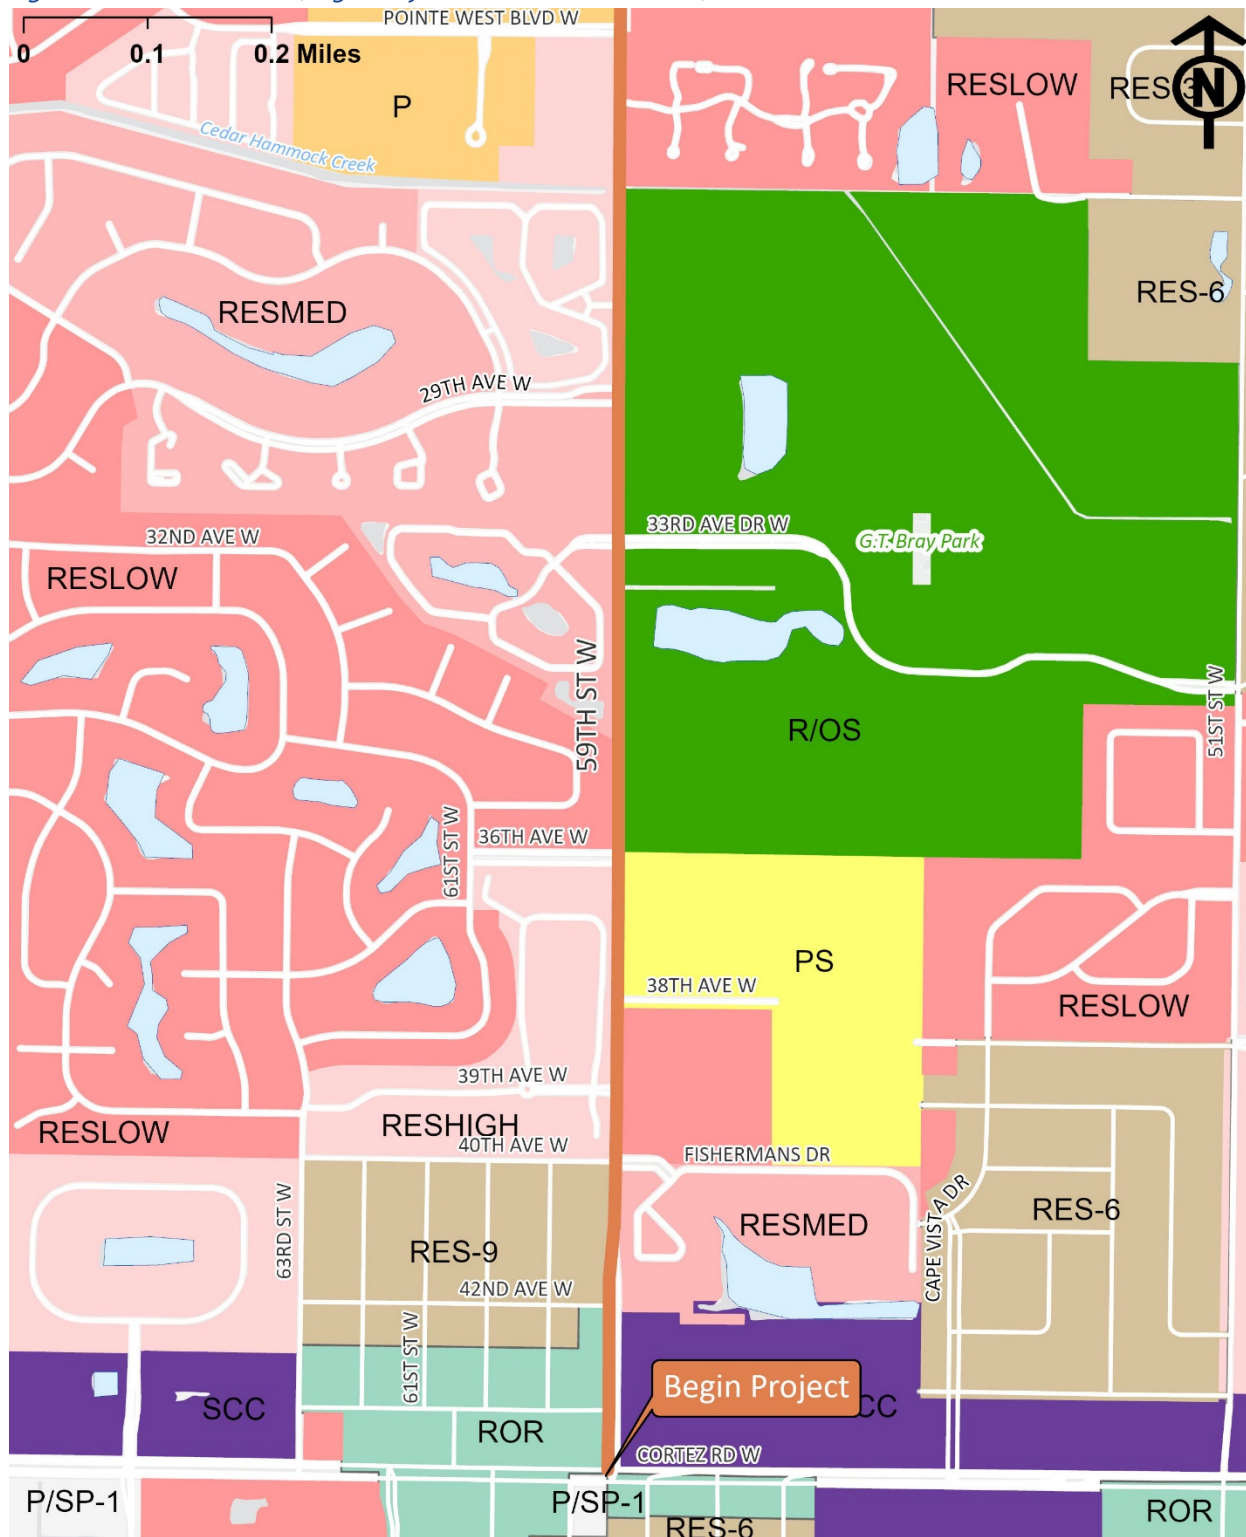 POINTE WEST BLVD W
0 0.1 0.2 Miles
N
P
RESLOW
RES-3
Cedar Hammock Creek
RESMED
RES-6
29TH AVE W
32ND AVE W
33RD AVE DR W
G.T. Bray Park
RESLOW
59TH ST W
51ST ST W
R/OS
61ST ST W
36TH AVE W
PS
38TH AVE W
RESLOW
39TH AVE W
RESLOW
RESHIGH
40TH AVE W
FISHERMANS DR
63RD ST W
RES-9
RESMED
RES-6
CAPE VISTA DR
42ND AVE W
61ST ST W
Begin Project
SCC
CC
ROR
CORTEZ RD W
P/SP-1
P/SP-1
ROR
RES-6